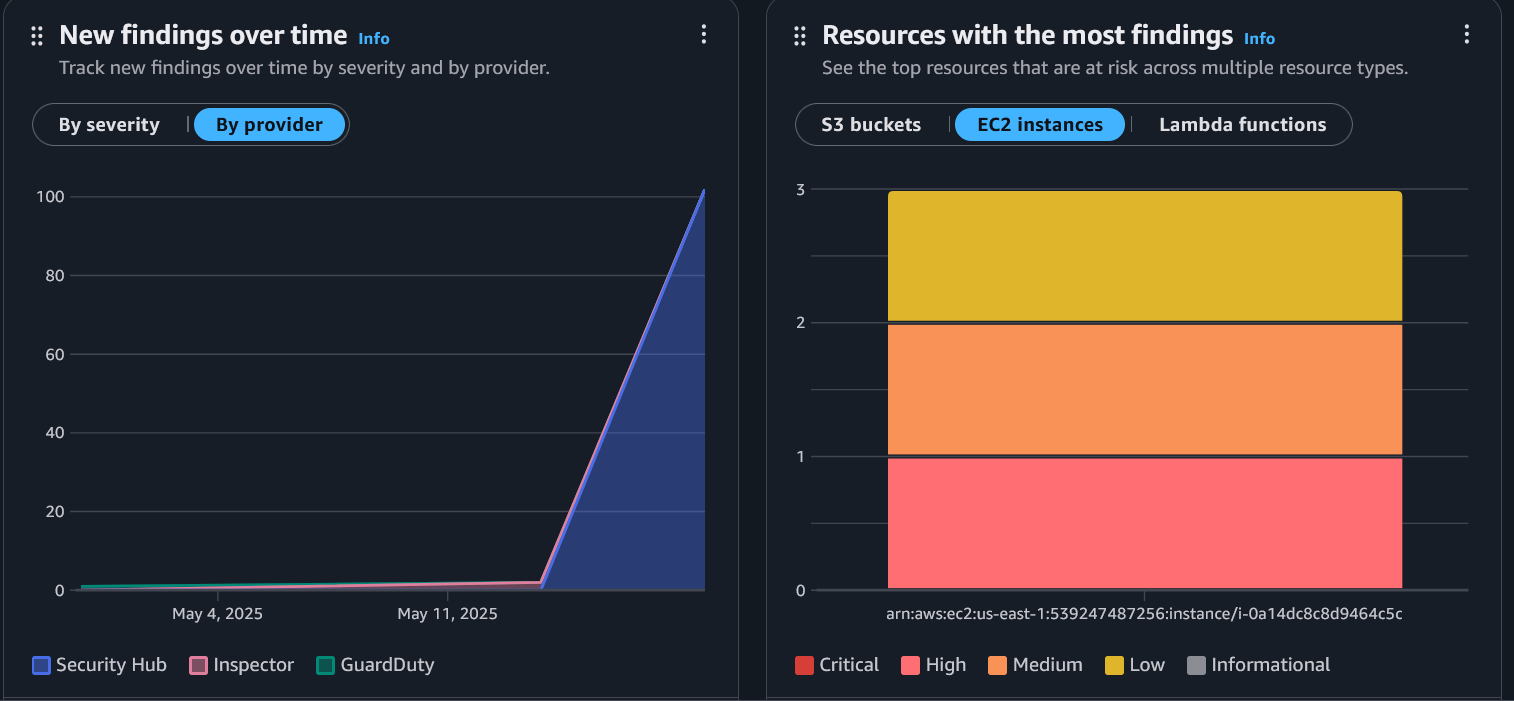 New findings over time Info
Track new findings over time by severity and by provider.
By severity | By provider
100
80
60
40
20
0
May 4, 2025 May 11, 2025
Security Hub Inspector GuardDuty
Resources with the most findings Info
See the top resources that are at risk across multiple resource types.
S3 buckets | EC2 instances | Lambda functions
3
2
1
0
arn:aws:ec2:us-east-1:539247487256:instance/i-0a14dc8c8d9464c5c
Critical High Medium Low Informational